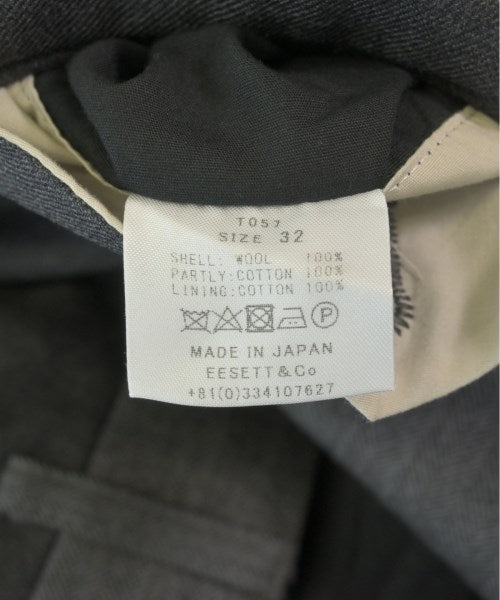 T057
SIZE 32
SHELL: WOOL 100%
PARTLY:COTTON 100%
LINING:COTTON 100%
P
MADE IN JAPAN
EESETT&Co
+81(0)334107627